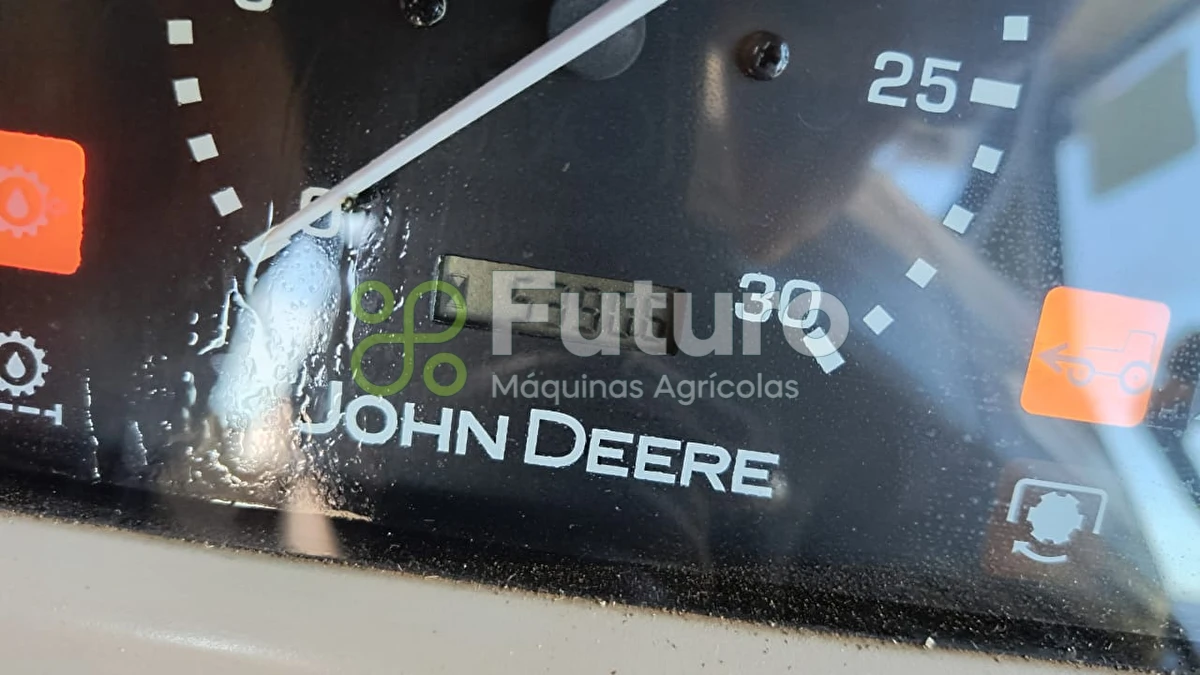 25
30
Futuro
Máquinas Agrícolas
JOHN DEERE